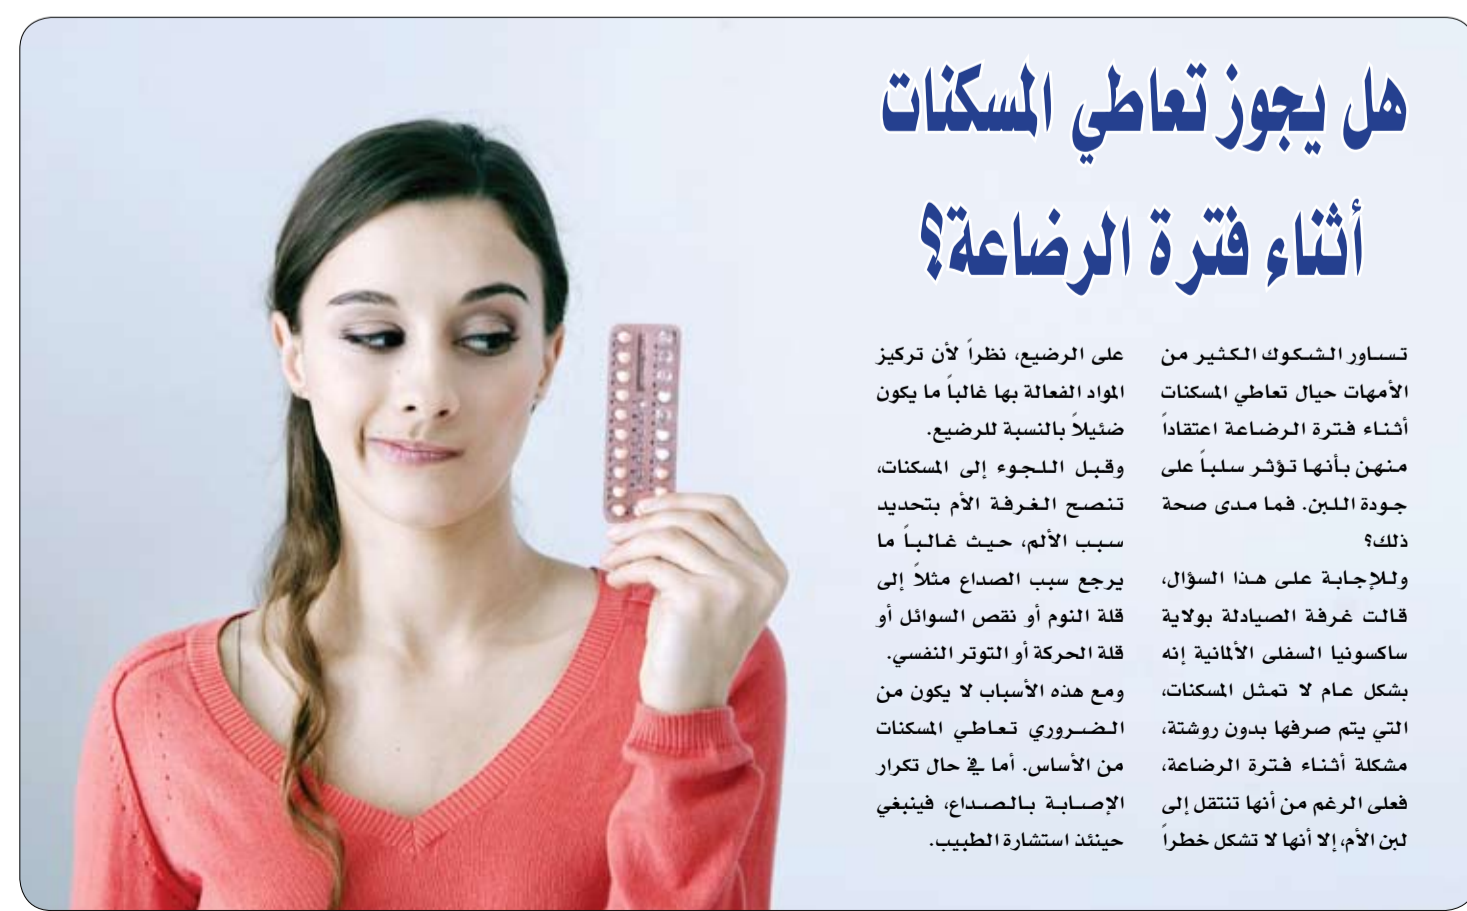 هل يجوز تعاطي المسكنات
أثناء فترة الرضاعة؟
تساور الشكوك الكثير من
الأمهات حيال تعاطي المسكنات
أثناء فترة الرضاعة اعتقاداً
منهن بأنها تؤثر سلباً على
جودة اللبن. فما مدى صحة
ذلك؟
وللإجابة على هذا السؤال،
قالت غرفة الصيادلة بولاية
ساكسونيا السفلى الألمانية إنه
بشكل عام لا تمثل المسكنات،
التي يتم صرفها بدون روشتة،
مشكلة أثناء فترة الرضاعة،
فعلى الرغم من أنها تنتقل إلى
لبن الأم، إلا أنها لا تشكل خطراً
على الرضيع، نظراً لأن تركيز
المواد الفعالة بها غالباً ما يكون
ضئيلاً بالنسبة للرضيع.
وقبل اللجوء إلى المسكنات،
تنصح الغرفة الأم بتحديد
سبب الألم، حيث غالباً ما
يرجع سبب الصداع مثلاً إلى
قلة النوم أو نقص السوائل أو
قلة الحركة أو التوتر النفسي.
ومع هذه الأسباب لا يكون من
الضروري تعاطي المسكنات
من الأساس. أما في حال تكرار
الإصابة بالصداع، فينبغي
حينئذ استشارة الطبيب.